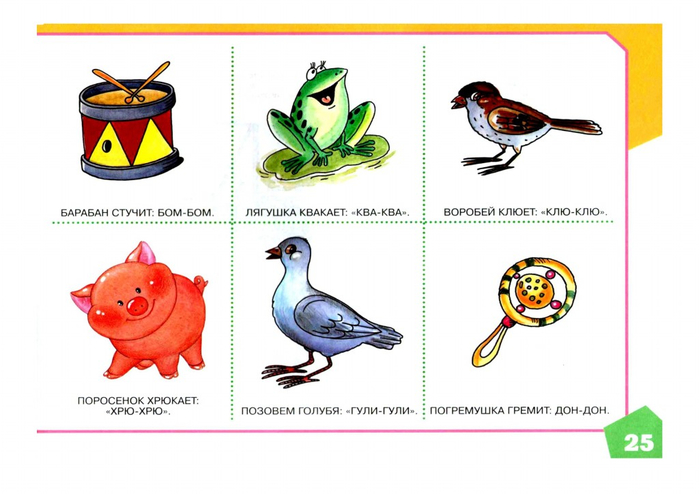 БАРАБАН СТУЧИТ: БОМ-БОМ.
ЛЯГУШКА КВАКАЕТ: «КВА-КВА».
ВОРОБЕЙ КЛЮЕТ: «КЛЮ-КЛЮ».
ПОРОСЕНОК ХРЮКАЕТ:
«ХРЮ-ХРЮ».
ПОЗОВЕМ ГОЛУБЯ: "ГУЛИ-ГУЛИ".
ПОГРЕМУШКА ГРЕМИТ: ДОН-ДОН.
25